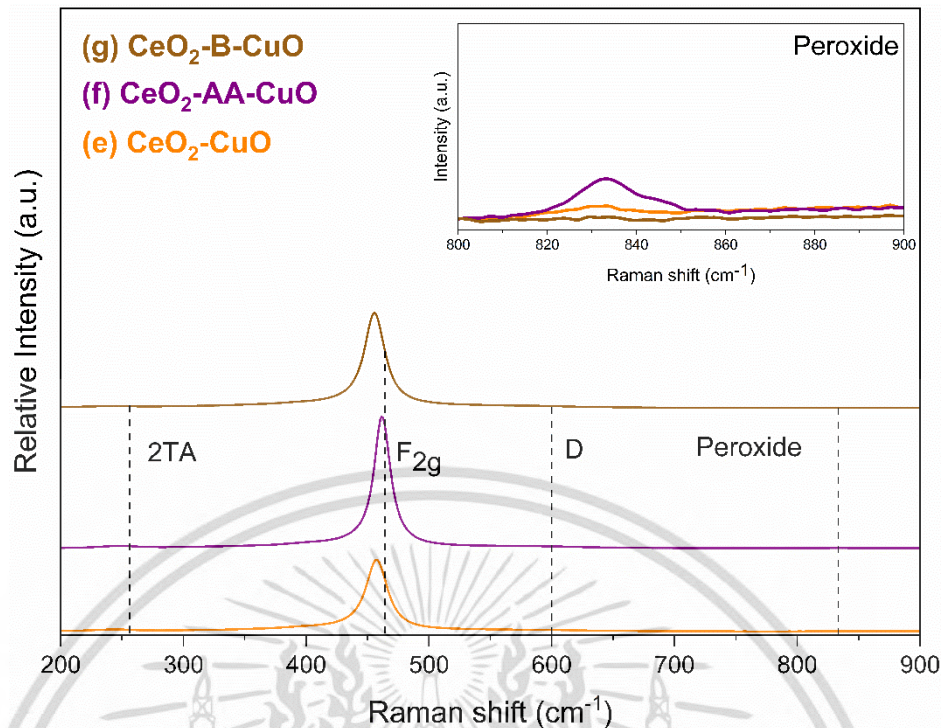 (g) CeO₂-B-CuO
(f) CeO₂-AA-CuO
(e) CeO₂-CuO
Peroxide
Intensity (a.u.)
800 820 840 860 880 900
Raman shift (cm⁻¹)
Relative Intensity (a.u.)
2TA F₂g D Peroxide
200 300 400 500 600 700 800 900
Raman shift (cm⁻¹)